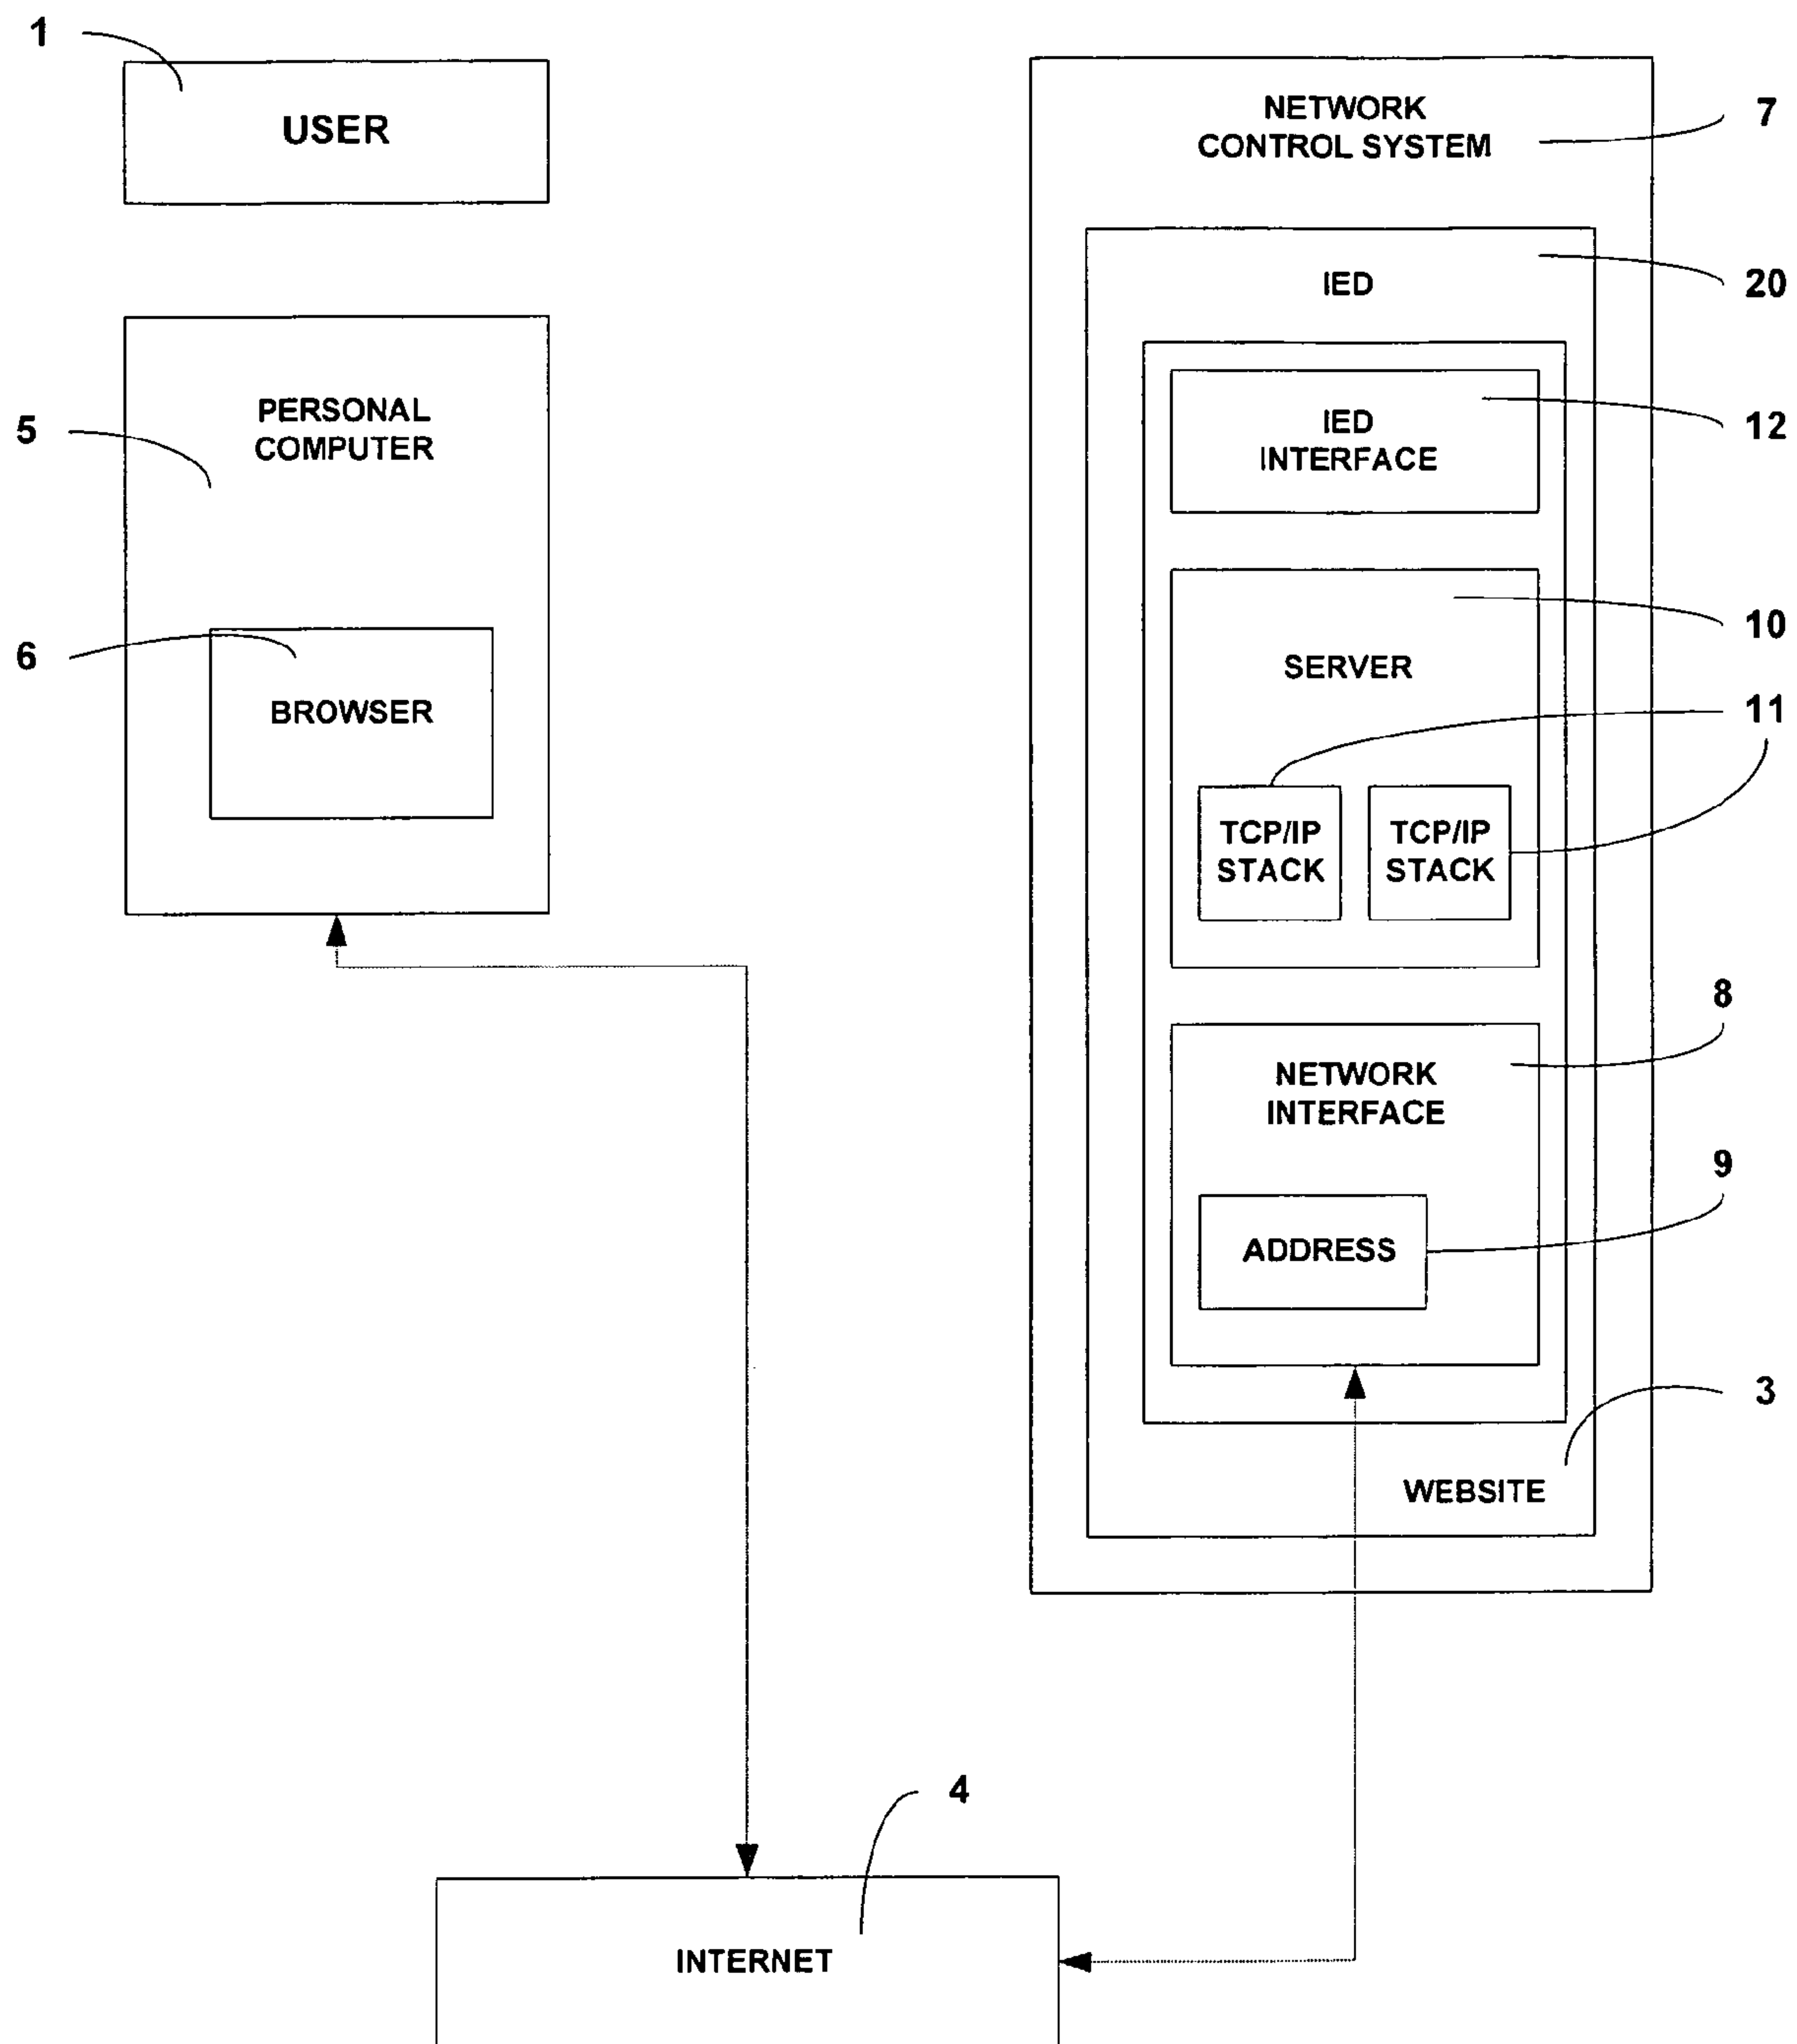 1
USER
5
PERSONAL
COMPUTER
6
BROWSER
NETWORK
CONTROL SYSTEM
7
IED
20
IED
INTERFACE
12
SERVER
10
11
TCP/IP
STACK
TCP/IP
STACK
NETWORK
INTERFACE
8
ADDRESS
9
WEBSITE
3
4
INTERNET